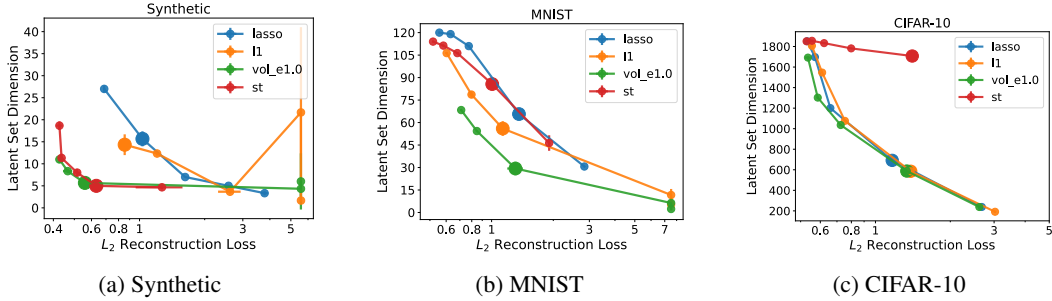 Synthetic
Latent Set Dimension
40
35
30
25
20
15
10
5
0
lasso
l1
vol_e1.0
st
0.4 0.6 0.8 1 3 5
L2 Reconstruction Loss
(a) Synthetic
MNIST
Latent Set Dimension
120
105
90
75
60
45
30
15
0
lasso
l1
vol_e1.0
st
0.6 0.8 1 3 5 7
L2 Reconstruction Loss
(b) MNIST
CIFAR-10
Latent Set Dimension
1800
1600
1400
1200
1000
800
600
400
200
lasso
l1
vol_e1.0
st
0.6 0.8 1 3 5
L2 Reconstruction Loss
(c) CIFAR-10